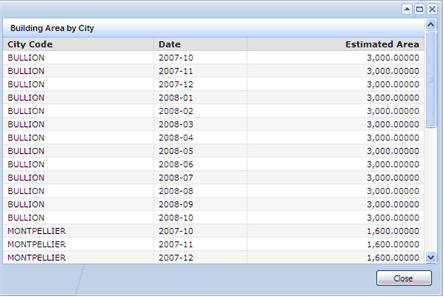 Building Area by City
City Code Date Estimated Area
BULLION 2007-10 3,000.00000
BULLION 2007-11 3,000.00000
BULLION 2007-12 3,000.00000
BULLION 2008-01 3,000.00000
BULLION 2008-02 3,000.00000
BULLION 2008-03 3,000.00000
BULLION 2008-04 3,000.00000
BULLION 2008-05 3,000.00000
BULLION 2008-06 3,000.00000
BULLION 2008-07 3,000.00000
BULLION 2008-08 3,000.00000
BULLION 2008-09 3,000.00000
BULLION 2008-10 3,000.00000
MONTPELLIER 2007-10 1,600.00000
MONTPELLIER 2007-11 1,600.00000
MONTPELLIER 2007-12 1,600.00000
Close